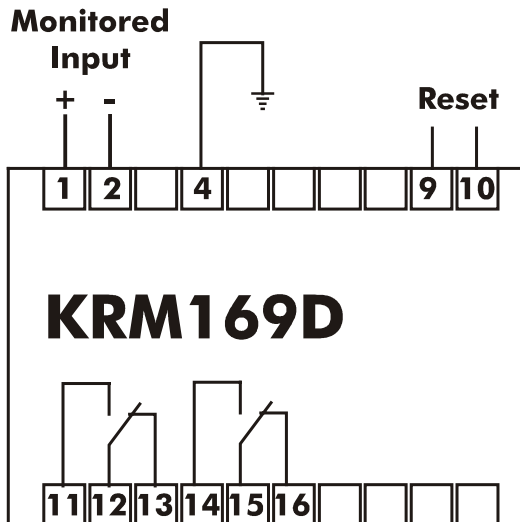 Monitored
Input
+ -
Reset
1 2 4 9 10
KRM169D
11 12 13 14 15 16